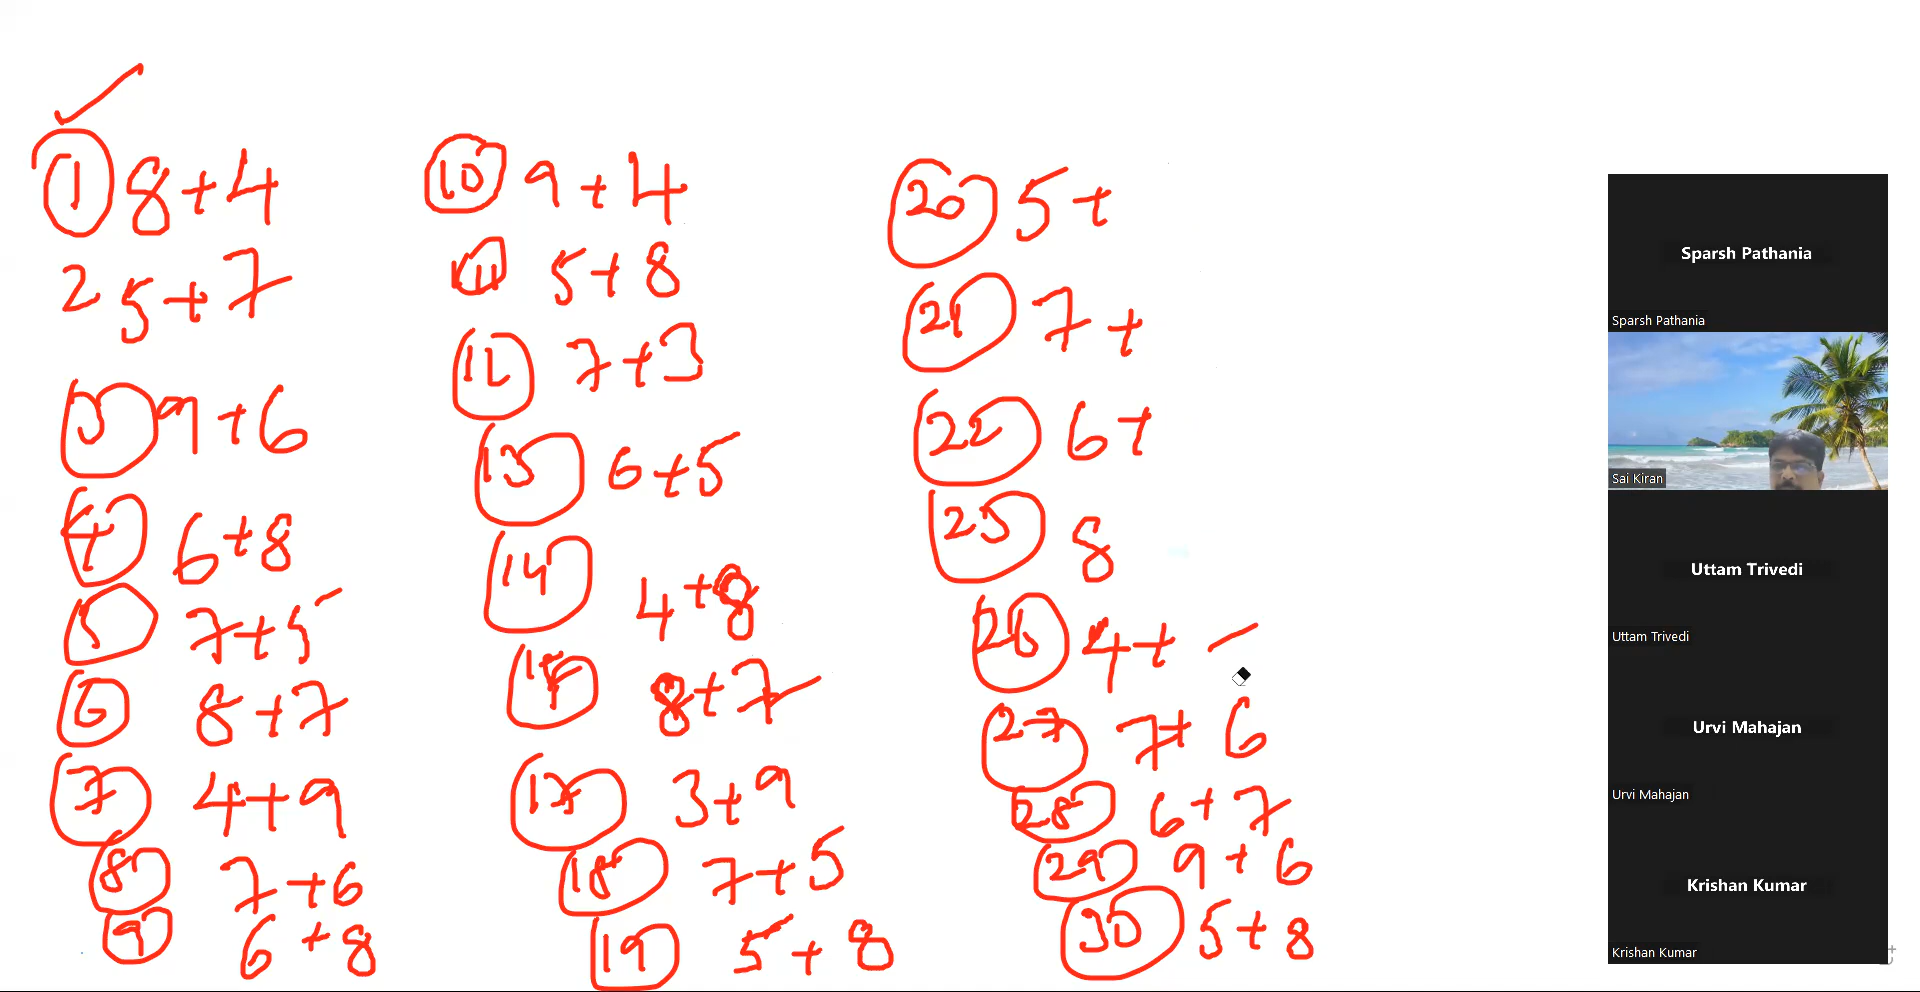 1 8+4
2 5+7
3 9+6
4 6+8
5 7+5
6 8+7
7 4+9
8 7+6
9 6+8
10 9+4
11 5+8
12 7+3
13 6+5
14 4+8
8+7
17 3+9
18 7+5
19 5+8
20 5+
21 7+
22 6+
8
26 4+
27 7+ 6
28 6+7
29 9+6
30 5+8
Sparsh Pathania
Sparsh Pathania
Sai Kiran
Uttam Trivedi
Uttam Trivedi
Urvi Mahajan
Urvi Mahajan
Krishan Kumar
Krishan Kumar